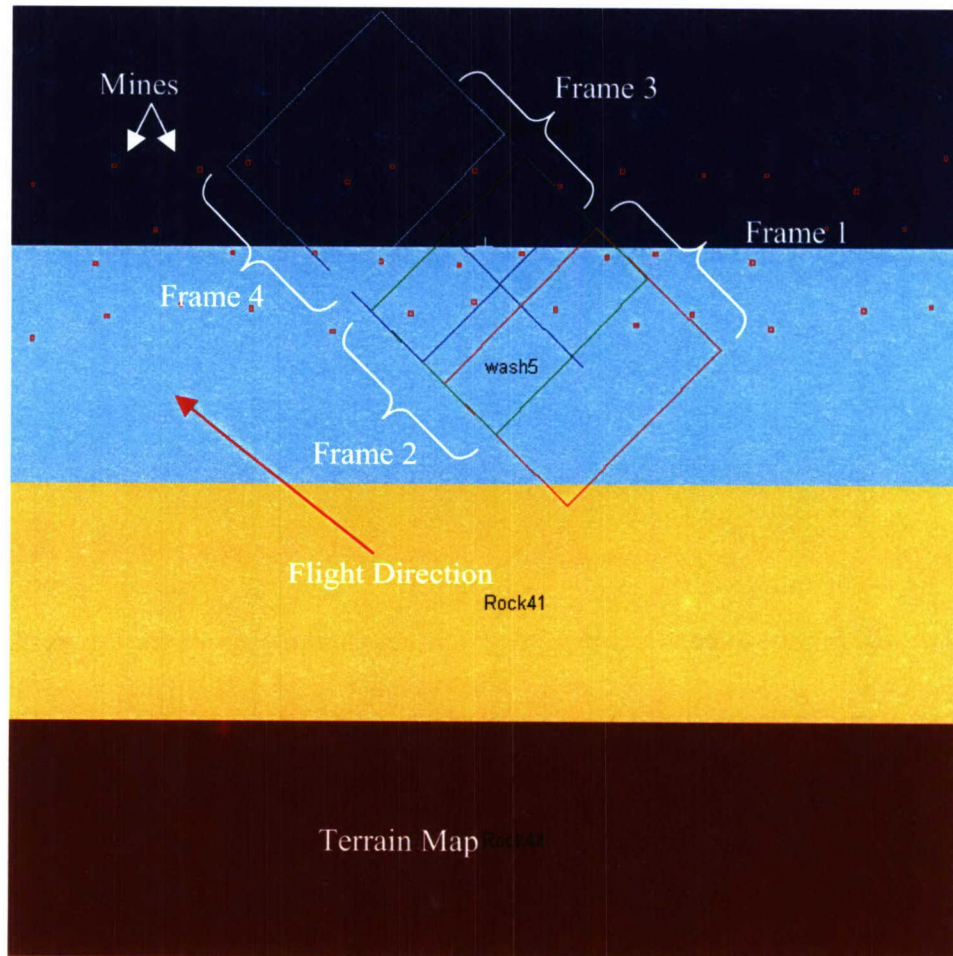 Mines
Frame 3
Frame 1
Frame 4
wash5
Frame 2
Flight Direction
Rock41
Terrain Map